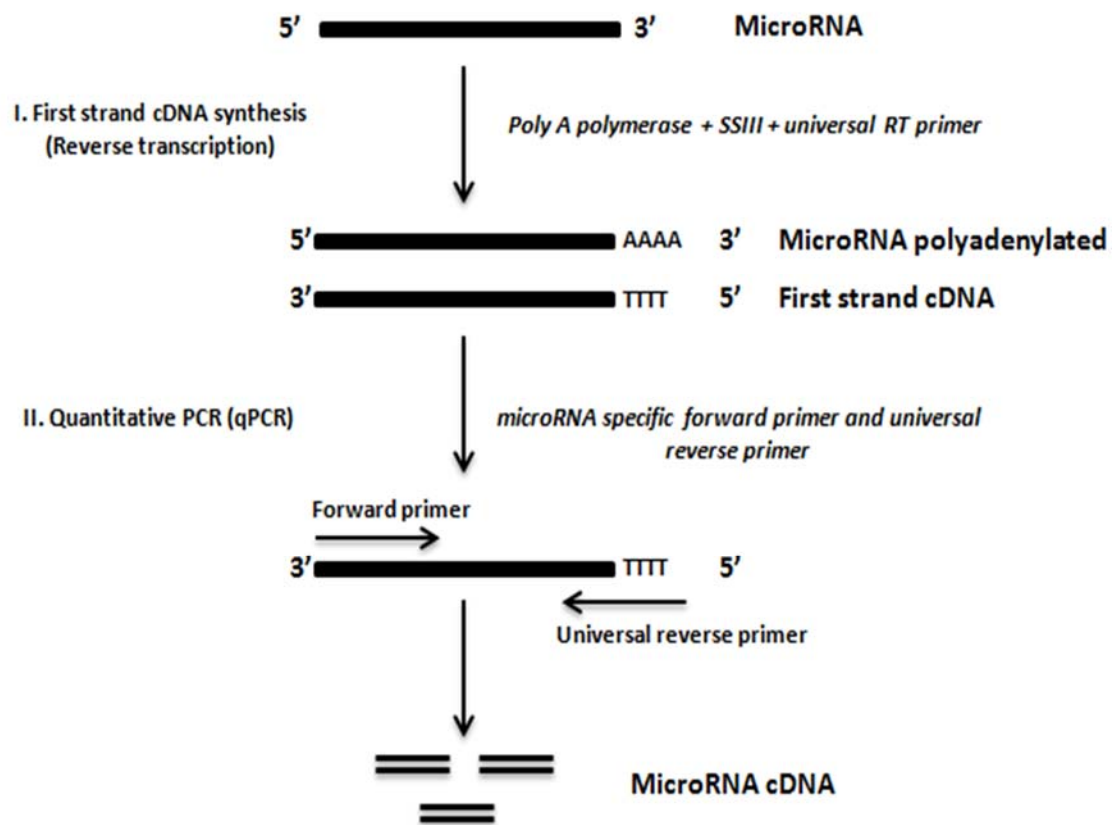 5’ 3’ MicroRNA
I. First strand cDNA synthesis
(Reverse transcription)
Poly A polymerase + SSIII + universal RT primer
5’ AAAA 3’ MicroRNA polyadenylated
3’ TTTT 5’ First strand cDNA
II. Quantitative PCR (qPCR)
microRNA specific forward primer and universal
reverse primer
Forward primer
3’ TTTT 5’
Universal reverse primer
MicroRNA cDNA